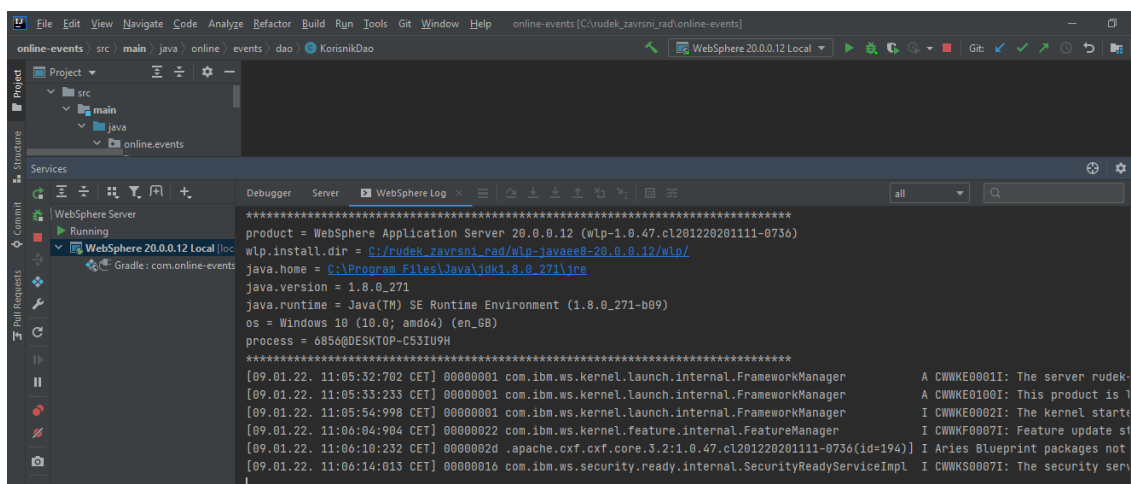 File Edit View Navigate Code Analyze Refactor Build Run Tools Git Window Help online-events [C:\rudek_zavrsni_rad\online-events]
online-events src main java online events dao KorisnikDao WebSphere 20.0.0.12 Local Git:
Project
src
main
java
online.events
Project
Structure
Commit
Pull Requests
Services
Debugger Server WebSphere Log all
WebSphere Server
Running
WebSphere 20.0.0.12 Local [loc
Gradle : com.online-events
********************************************************************************
product = WebSphere Application Server 20.0.0.12 (wlp-1.0.47.cl201220201111-0736)
wlp.install.dir = C:/rudek_zavrsni_rad/wlp-javaee8-20.0.0.12/wlp/
java.home = C:\Program Files\Java\jdk1.8.0_271\jre
java.version = 1.8.0_271
java.runtime = Java(TM) SE Runtime Environment (1.8.0_271-b09)
os = Windows 10 (10.0; amd64) (en_GB)
process = 6856@DESKTOP-C53IU9H
********************************************************************************
[09.01.22. 11:05:32:702 CET] 00000001 com.ibm.ws.kernel.launch.internal.FrameworkManager A CWWKE0001I: The server rudek-
[09.01.22. 11:05:33:233 CET] 00000001 com.ibm.ws.kernel.launch.internal.FrameworkManager A CWWKE0100I: This product is l
[09.01.22. 11:05:54:998 CET] 00000001 com.ibm.ws.kernel.launch.internal.FrameworkManager I CWWKE0002I: The kernel starte
[09.01.22. 11:06:04:904 CET] 00000022 com.ibm.ws.kernel.feature.internal.FeatureManager I CWWKF0007I: Feature update st
[09.01.22. 11:06:10:232 CET] 0000002d .apache.cxf.cxf.core.3.2:1.0.47.cl201220201111-0736(id=194)] I Aries Blueprint packages not
[09.01.22. 11:06:14:013 CET] 00000016 com.ibm.ws.security.ready.internal.SecurityReadyServiceImpl I CWWKS0007I: The security serv